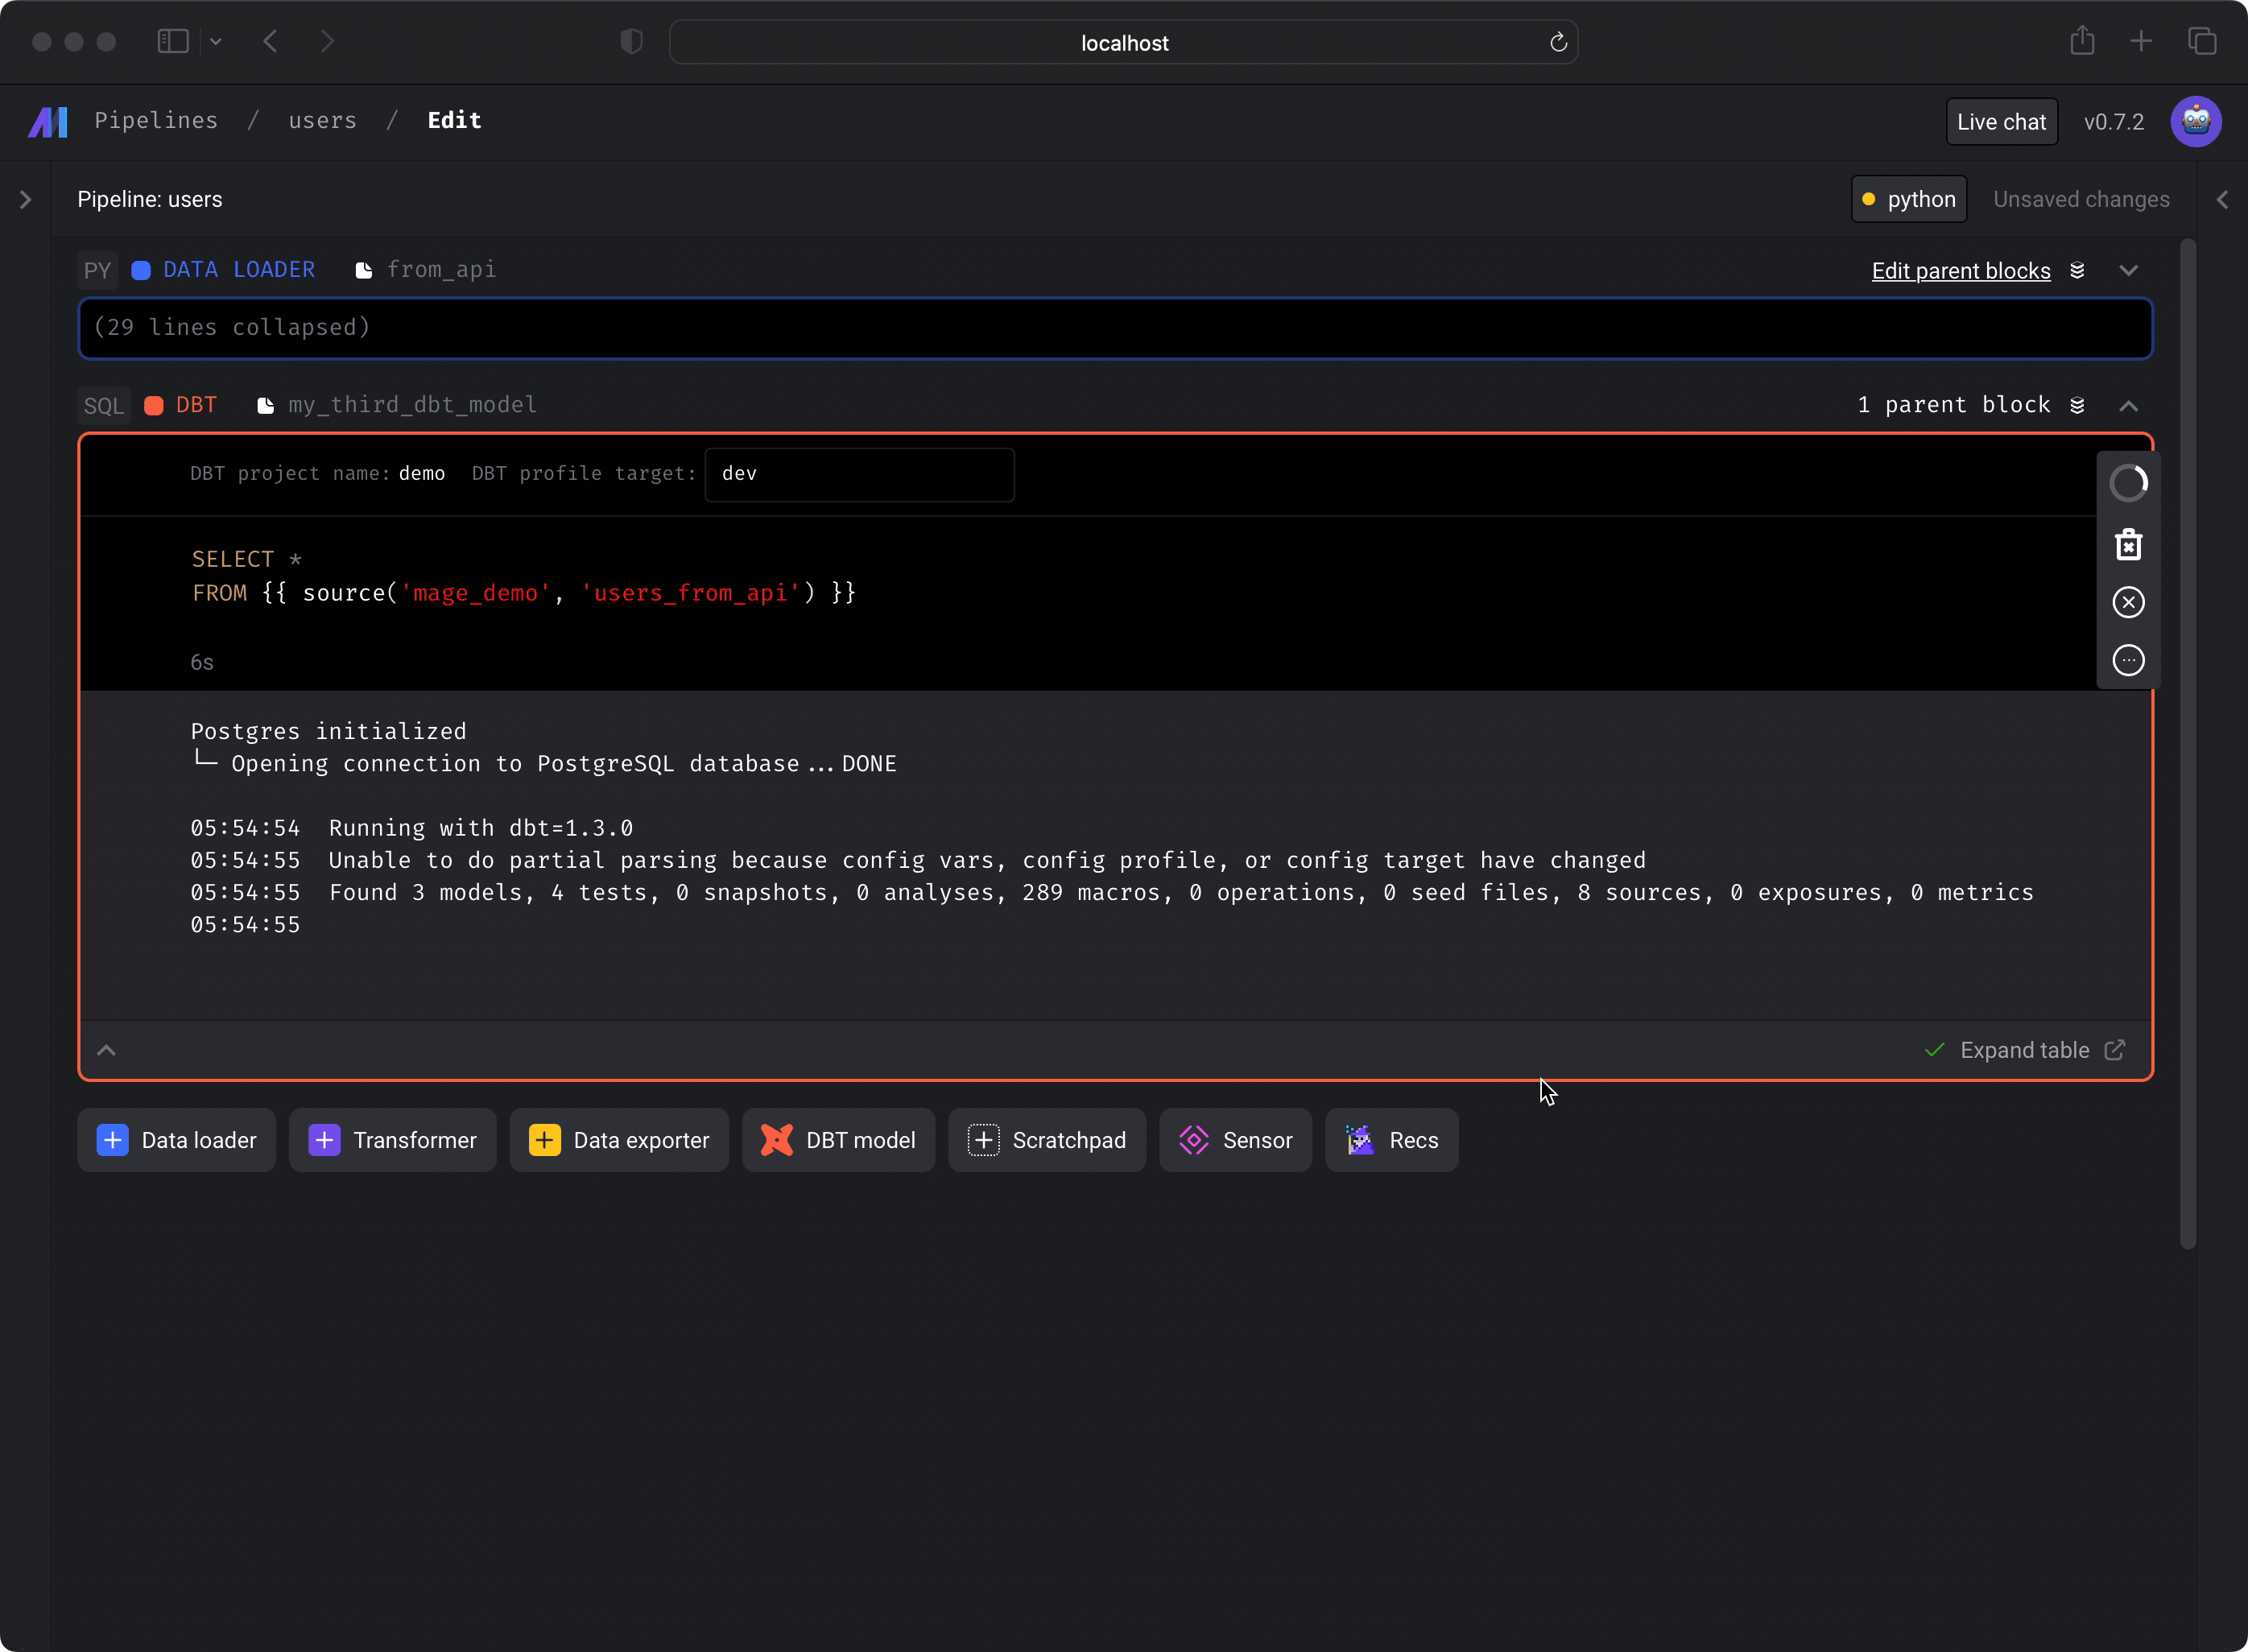 localhost
Pipelines / users / Edit
Live chat v0.7.2
Pipeline: users
python Unsaved changes
PY DATA LOADER from_api
Edit parent blocks
(29 lines collapsed)
SQL DBT my_third_dbt_model
1 parent block
DBT project name: demo DBT profile target: dev
SELECT *
FROM {{ source('mage_demo', 'users_from_api') }}
6s
Postgres initialized
└─ Opening connection to PostgreSQL database...DONE
05:54:54 Running with dbt=1.3.0
05:54:55 Unable to do partial parsing because config vars, config profile, or config target have changed
05:54:55 Found 3 models, 4 tests, 0 snapshots, 0 analyses, 289 macros, 0 operations, 0 seed files, 8 sources, 0 exposures, 0 metrics
05:54:55
Expand table
Data loader Transformer Data exporter DBT model Scratchpad Sensor Recs